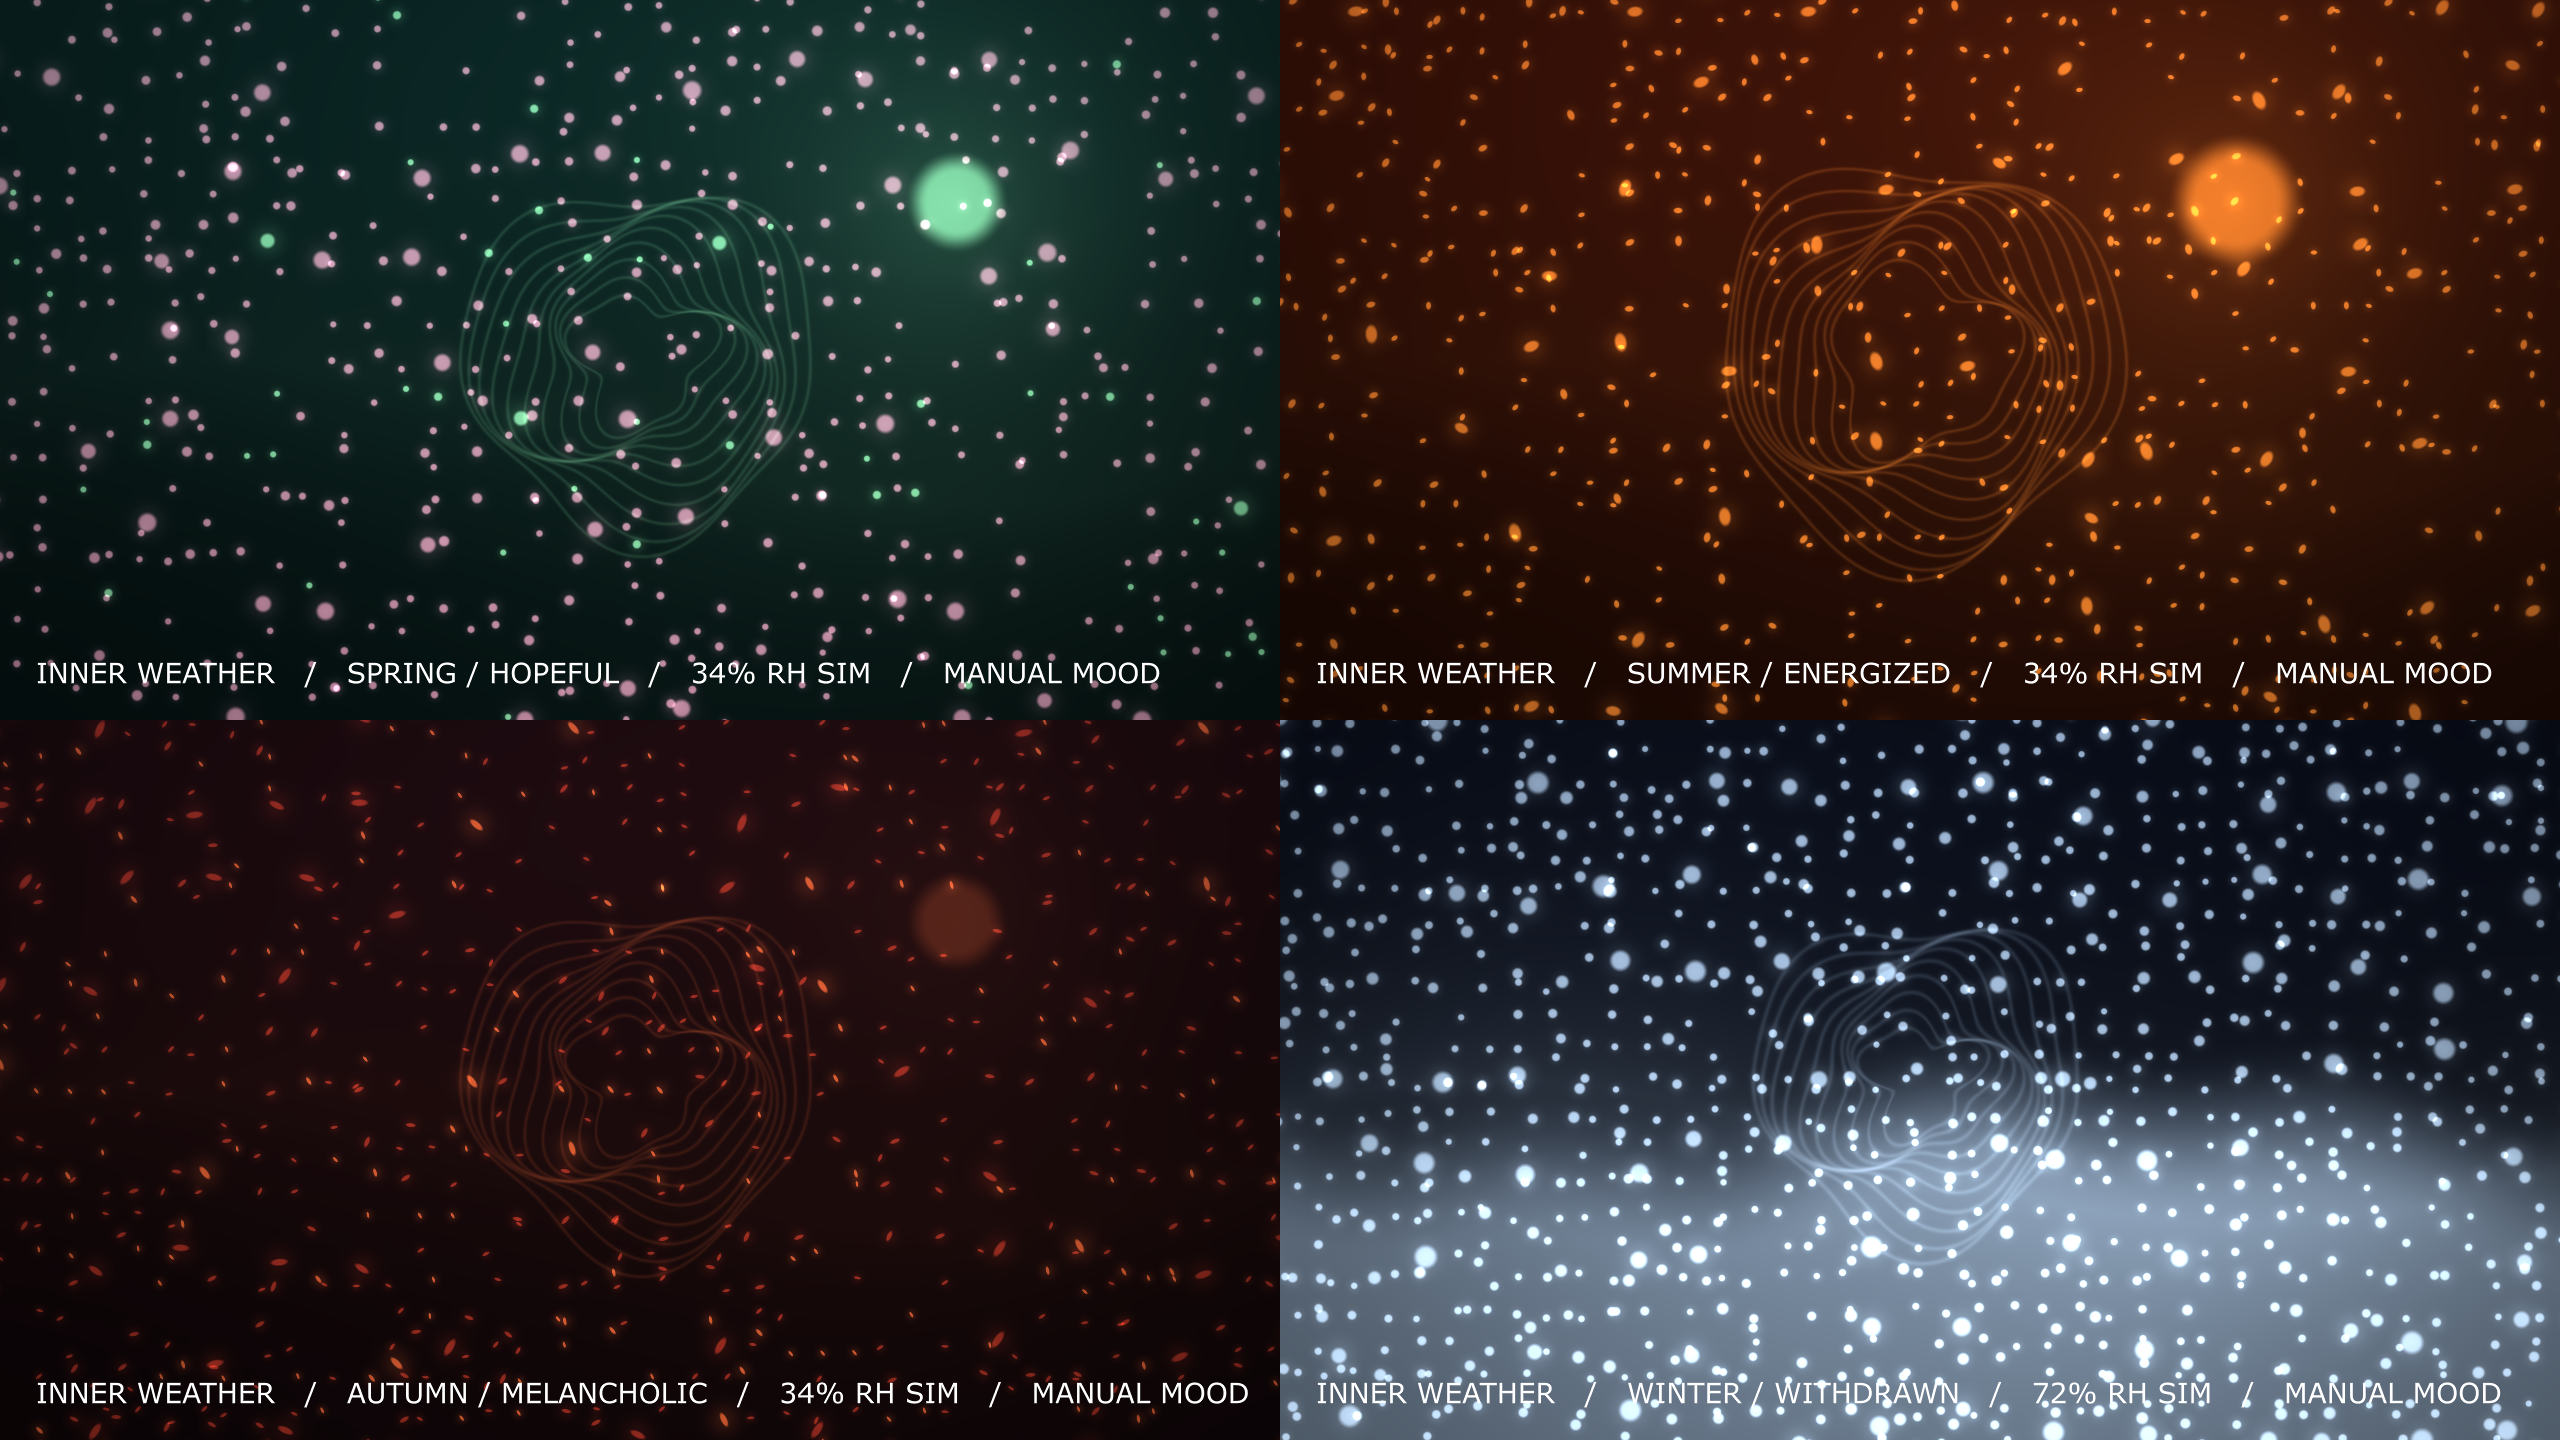 INNER WEATHER / SPRING / HOPEFUL / 34% RH SIM / MANUAL MOOD
INNER WEATHER / SUMMER / ENERGIZED / 34% RH SIM / MANUAL MOOD
INNER WEATHER / AUTUMN / MELANCHOLIC / 34% RH SIM / MANUAL MOOD
INNER WEATHER / WINTER / WITHDRAWN / 72% RH SIM / MANUAL MOOD